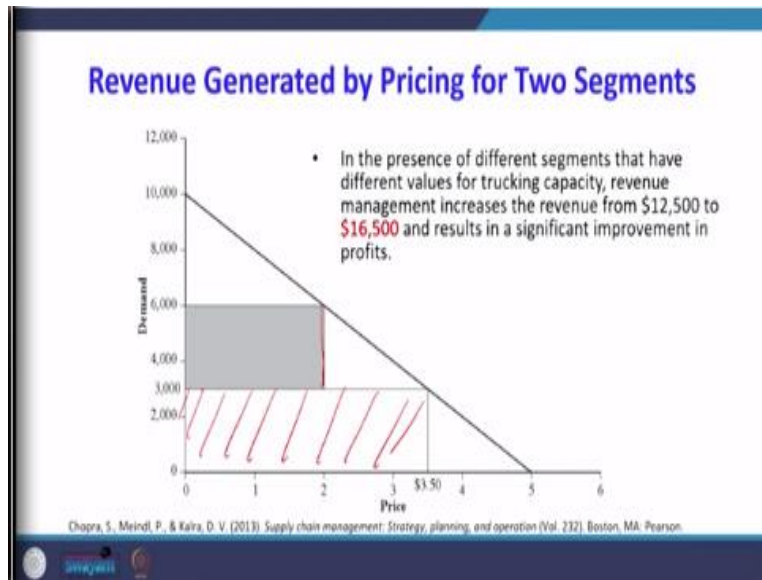 Revenue Generated by Pricing for Two Segments
12,000
10,000
8,000
6,000
4,000
3,000
2,000
0
Demand
• In the presence of different segments that have
different values for trucking capacity, revenue
management increases the revenue from $12,500 to
$16,500 and results in a significant improvement in
profits.
0 1 2 3 $3.50 4 5 6
Price
Chopra, S., Meindl, P., & Kalra, D. V. (2013). Supply chain management: Strategy, planning, and operation (Vol. 232). Boston, MA: Pearson.
swayam